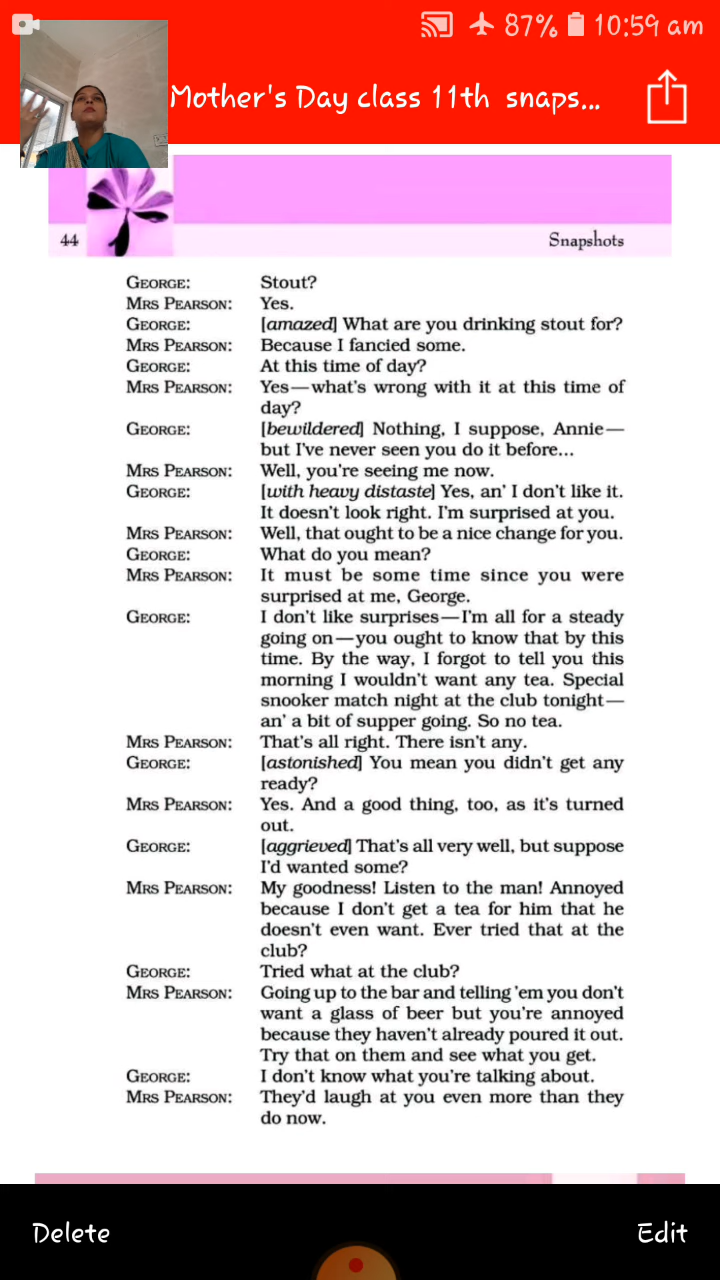 87% 10:59 am
Mother's Day class 11th snaps...
44 Snapshots
GEORGE: Stout?
MRS PEARSON: Yes.
GEORGE: [amazed] What are you drinking stout for?
MRS PEARSON: Because I fancied some.
GEORGE: At this time of day?
MRS PEARSON: Yes—what's wrong with it at this time of
day?
GEORGE: [bewildered] Nothing, I suppose, Annie—
but I've never seen you do it before...
MRS PEARSON: Well, you're seeing me now.
GEORGE: [with heavy distaste] Yes, an' I don't like it.
It doesn't look right. I'm surprised at you.
MRS PEARSON: Well, that ought to be a nice change for you.
GEORGE: What do you mean?
MRS PEARSON: It must be some time since you were
surprised at me, George.
GEORGE: I don't like surprises—I'm all for a steady
going on—you ought to know that by this
time. By the way, I forgot to tell you this
morning I wouldn't want any tea. Special
snooker match night at the club tonight—
an' a bit of supper going. So no tea.
MRS PEARSON: That's all right. There isn't any.
GEORGE: [astonished] You mean you didn't get any
ready?
MRS PEARSON: Yes. And a good thing, too, as it's turned
out.
GEORGE: [aggrieved] That's all very well, but suppose
I'd wanted some?
MRS PEARSON: My goodness! Listen to the man! Annoyed
because I don't get a tea for him that he
doesn't even want. Ever tried that at the
club?
GEORGE: Tried what at the club?
MRS PEARSON: Going up to the bar and telling 'em you don't
want a glass of beer but you're annoyed
because they haven't already poured it out.
Try that on them and see what you get.
GEORGE: I don't know what you're talking about.
MRS PEARSON: They'd laugh at you even more than they
do now.
Delete Edit